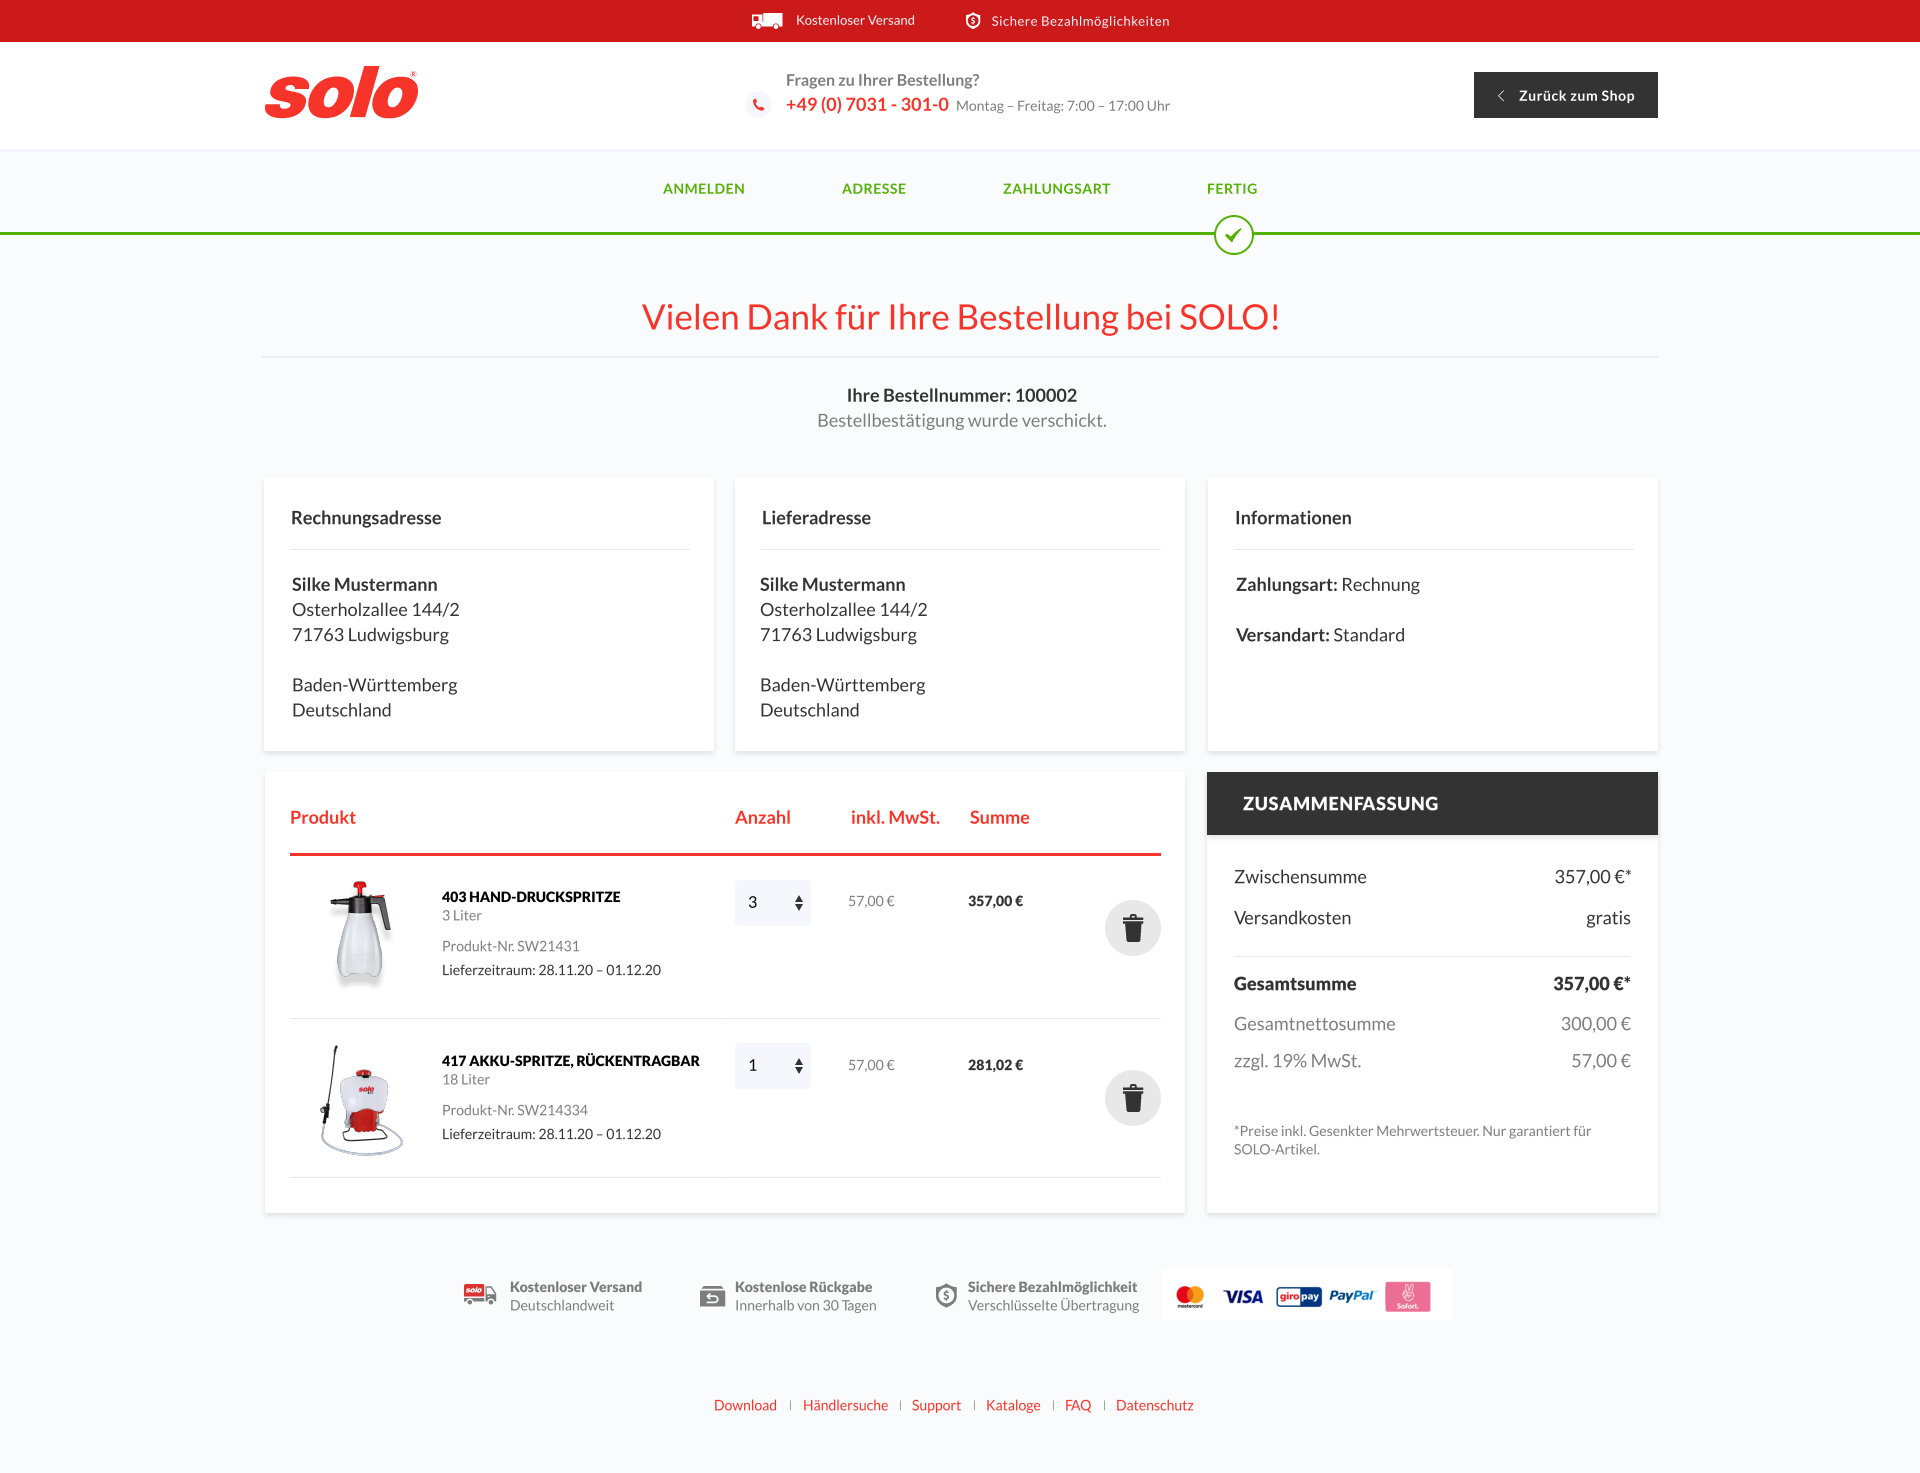 Kostenloser Versand
Sichere Bezahlmöglichkeiten
solo®
Fragen zu Ihrer Bestellung?
+49 (0) 7031 - 301-0 Montag – Freitag: 7:00 – 17:00 Uhr
Zurück zum Shop
ANMELDEN
ADRESSE
ZAHLUNGSART
FERTIG
Vielen Dank für Ihre Bestellung bei SOLO!
Ihre Bestellnummer: 100002
Bestellbestätigung wurde verschickt.
Rechnungsadresse
Silke Mustermann
Osterholzallee 144/2
71763 Ludwigsburg
Baden-Württemberg
Deutschland
Lieferadresse
Silke Mustermann
Osterholzallee 144/2
71763 Ludwigsburg
Baden-Württemberg
Deutschland
Informationen
Zahlungsart: Rechnung
Versandart: Standard
Produkt Anzahl inkl. MwSt. Summe
403 HAND-DRUCKSPRITZE
3 Liter
Produkt-Nr. SW21431
Lieferzeitraum: 28.11.20 – 01.12.20
3
57,00 €
357,00 €
solo
417 AKKU-SPRITZE, RÜCKENTRAGBAR
18 Liter
Produkt-Nr. SW214334
Lieferzeitraum: 28.11.20 – 01.12.20
1
57,00 €
281,02 €
ZUSAMMENFASSUNG
Zwischensumme 357,00 €*
Versandkosten gratis
Gesamtsumme 357,00 €*
Gesamtnettosumme 300,00 €
zzgl. 19% MwSt. 57,00 €
*Preise inkl. Gesenkter Mehrwertsteuer. Nur garantiert für
SOLO-Artikel.
solo
Kostenloser Versand
Deutschlandweit
Kostenlose Rückgabe
Innerhalb von 30 Tagen
Sichere Bezahlmöglichkeit
Verschlüsselte Übertragung
mastercard
VISA
giropay
PayPal
Sofort.
Download
Händlersuche
Support
Kataloge
FAQ
Datenschutz